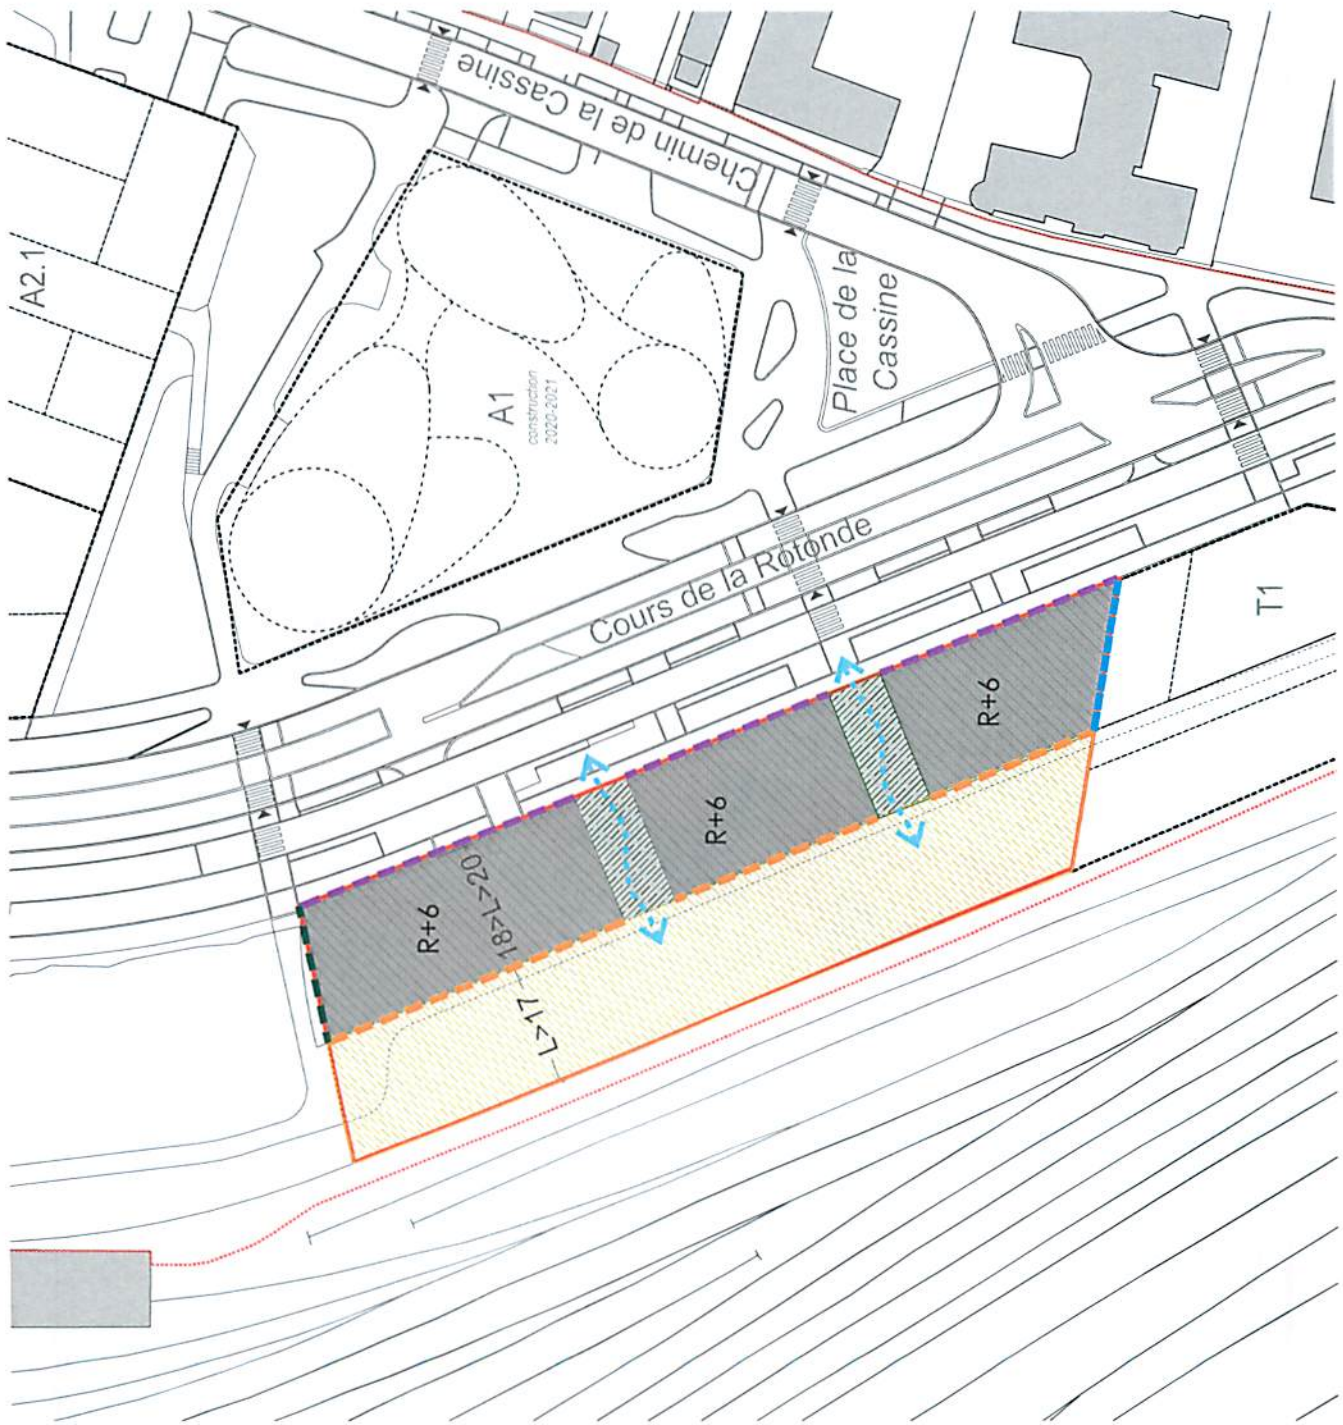 Chemin de la Cassine
A2.1
A1
construction
2020-2021
Place de la
Cassine
Cours de la Rotonde
T1
R+6
R+6
R+6
18>L>20
L>17